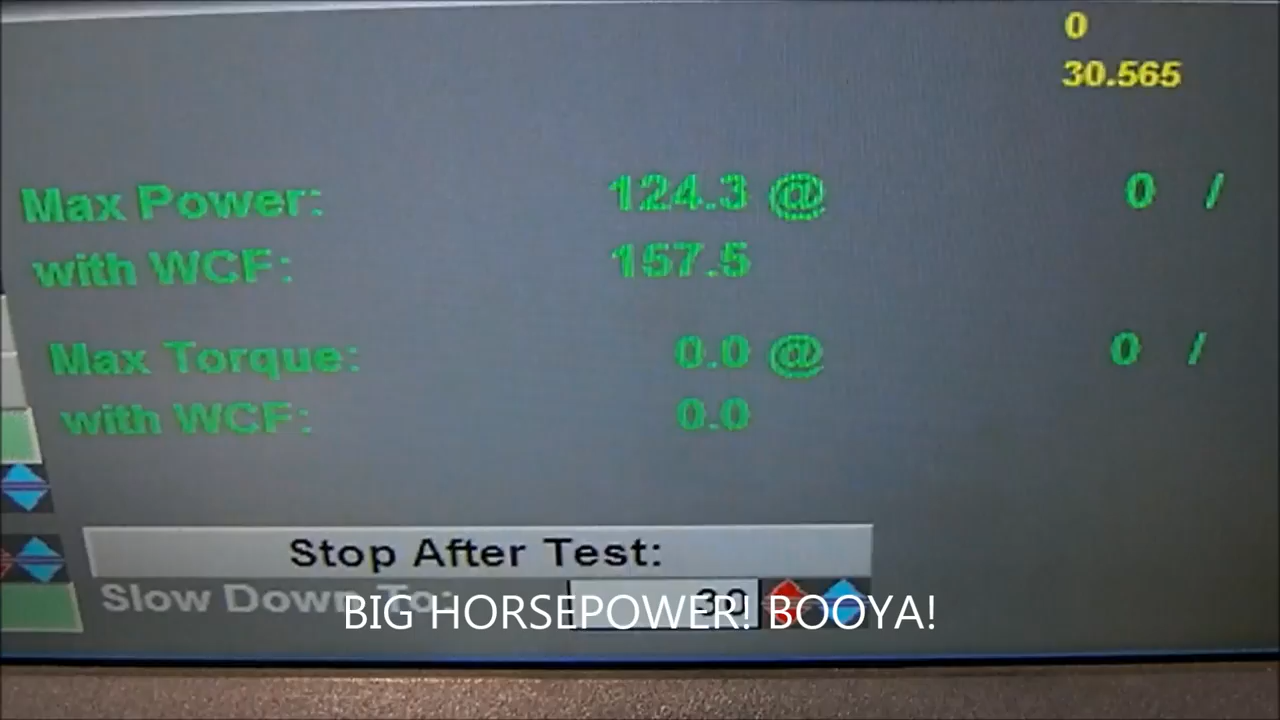 0
30.565
Max Power: 124.3 @ 0 /
with WCF: 157.5
Max Torque: 0.0 @ 0 /
with WCF: 0.0
Stop After Test:
Slow Down To: 30
BIG HORSEPOWER! BOOYA!